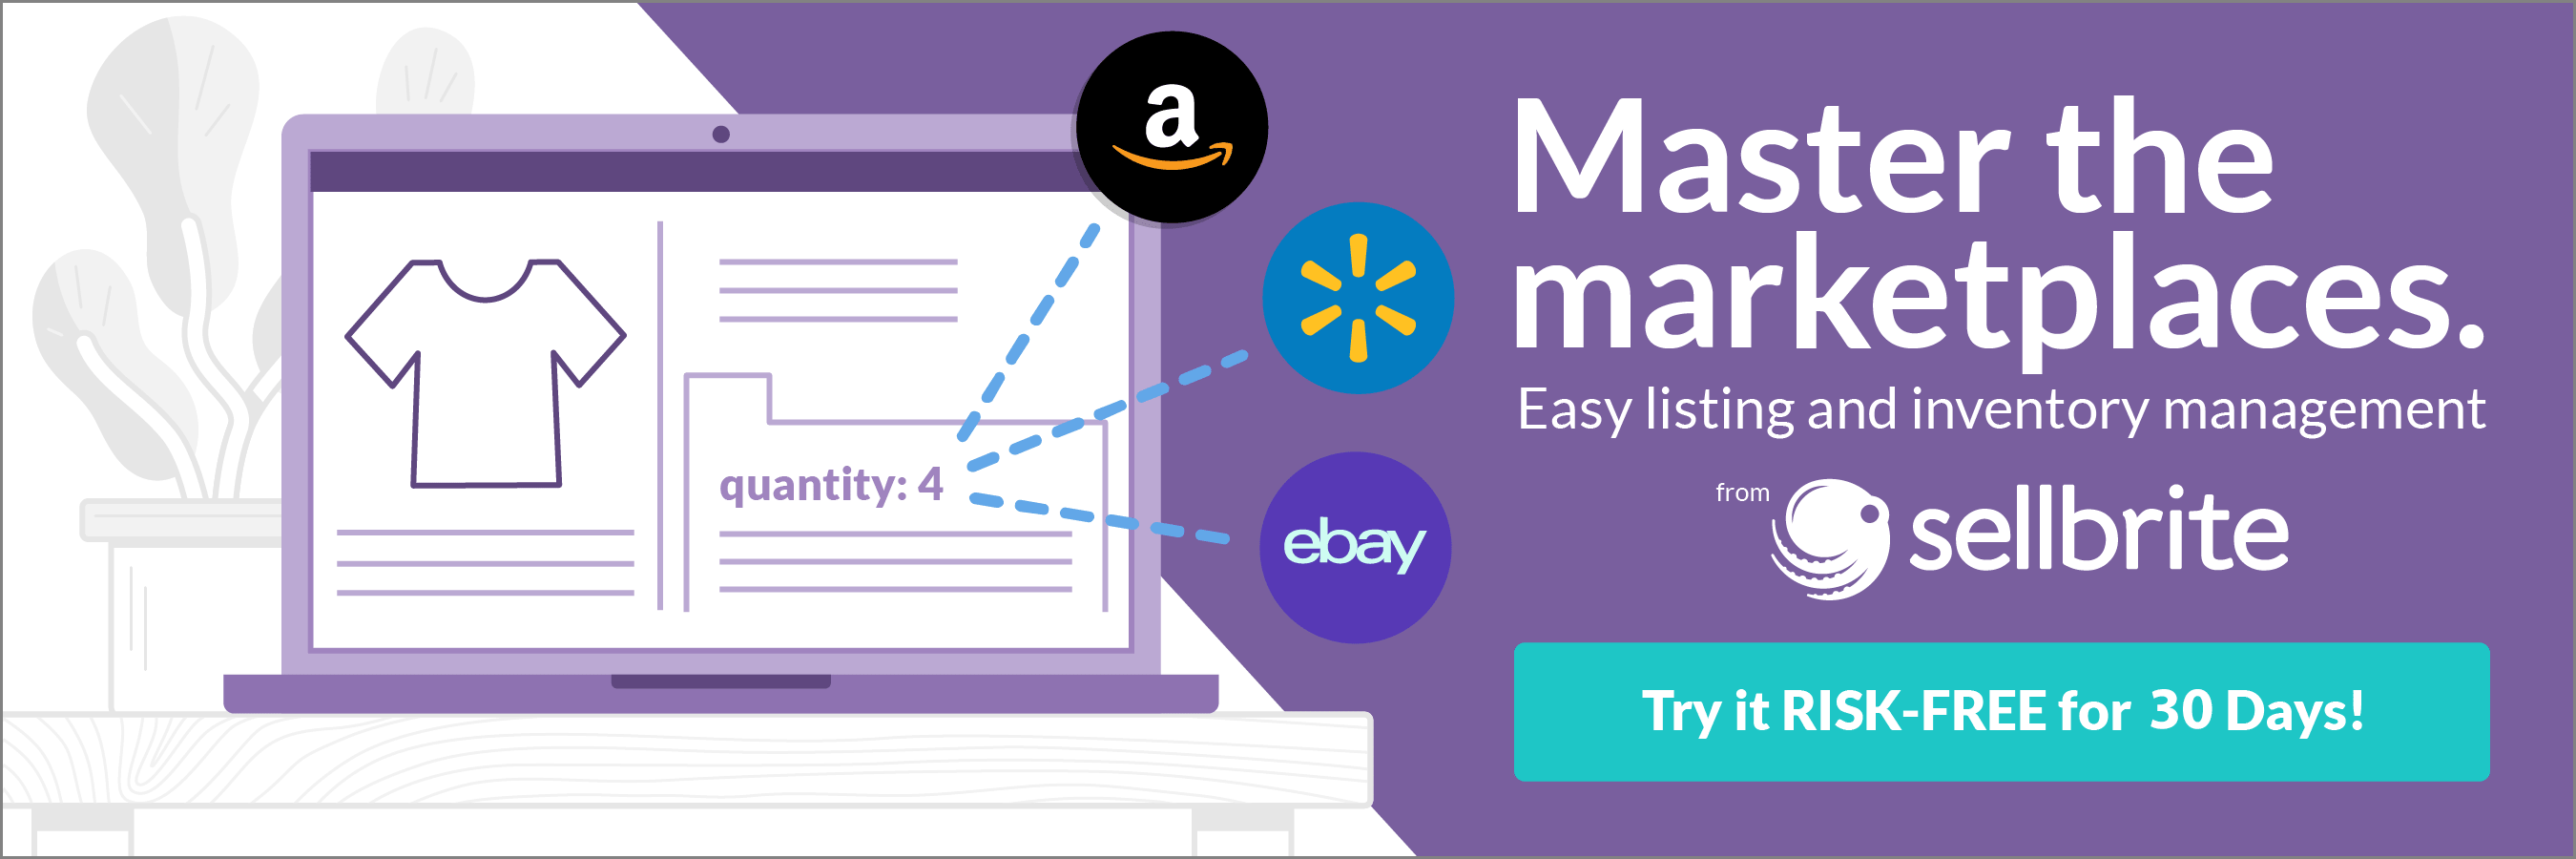 a
quantity: 4
ebay
Master the
marketplaces.
Easy listing and inventory management
from
sellbrite
Try it RISK-FREE for 30 Days!